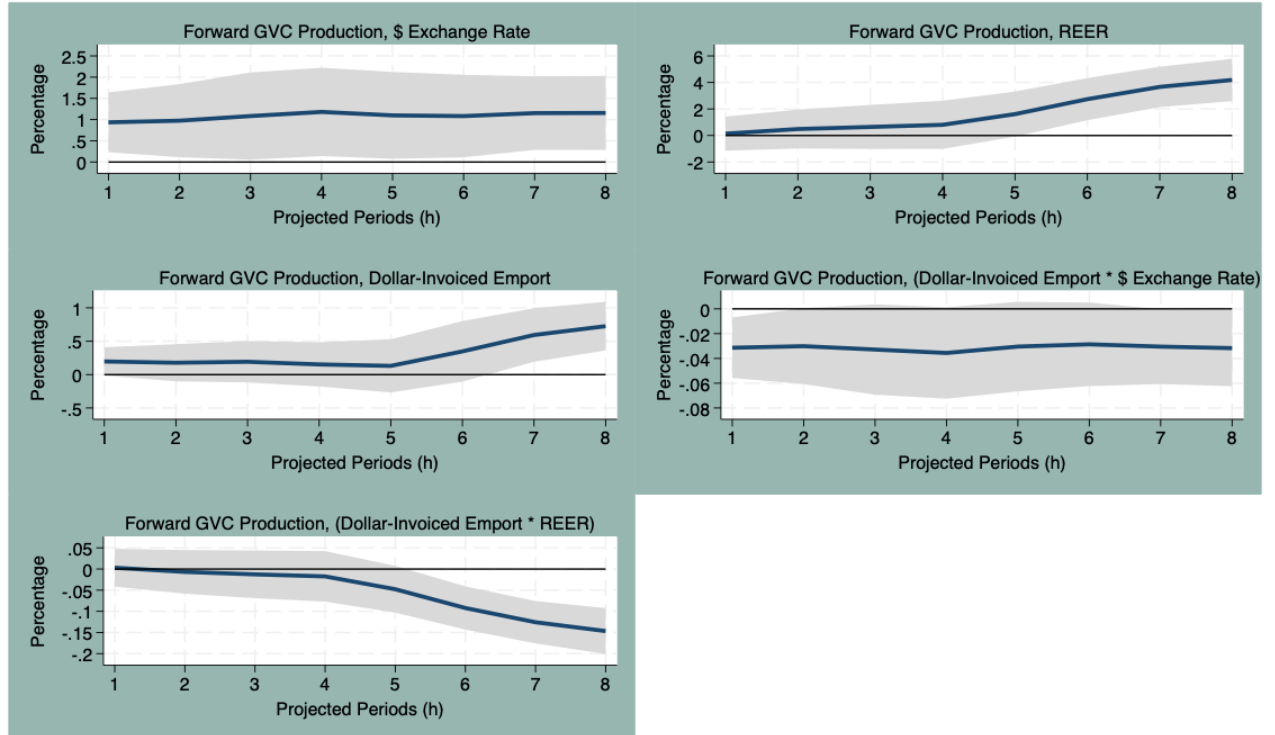 Forward GVC Production, $ Exchange Rate
Percentage
2.5
2
1.5
1
.5
0
1 2 3 4 5 6 7 8
Projected Periods (h)
Forward GVC Production, REER
Percentage
6
4
2
0
-2
1 2 3 4 5 6 7 8
Projected Periods (h)
Forward GVC Production, Dollar-Invoiced Emport
Percentage
1
.5
0
-.5
1 2 3 4 5 6 7 8
Projected Periods (h)
Forward GVC Production, (Dollar-Invoiced Emport * $ Exchange Rate)
Percentage
0
-.02
-.04
-.06
-.08
1 2 3 4 5 6 7 8
Projected Periods (h)
Forward GVC Production, (Dollar-Invoiced Emport * REER)
Percentage
.05
0
-.05
-.1
-.15
-.2
1 2 3 4 5 6 7 8
Projected Periods (h)